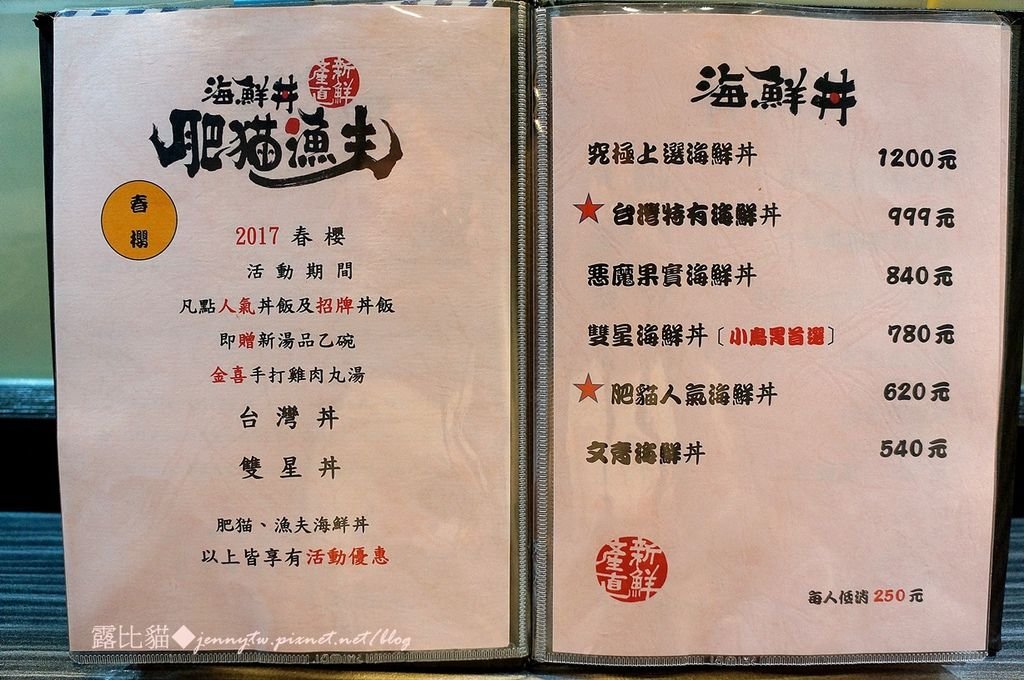 海鮮丼
新鮮
產直
肥猫漁夫
春櫻
2017 春櫻
活動期間
凡點人氣丼飯及招牌丼飯
即贈新湯品乙碗
金喜手打雞肉丸湯
台灣丼
雙星丼
肥猫、漁夫海鮮丼
以上皆享有活動優惠
露比貓◆jennytw.pixnet.net/blog
海鮮丼
究極上選海鮮丼 1200元
★台灣特有海鮮丼 999元
惡魔果實海鮮丼 840元
雙星海鮮丼〔小鳥胃首選〕 780元
★肥貓人氣海鮮丼 620元
文青海鮮丼 540元
新鮮
產直
每人低消250元